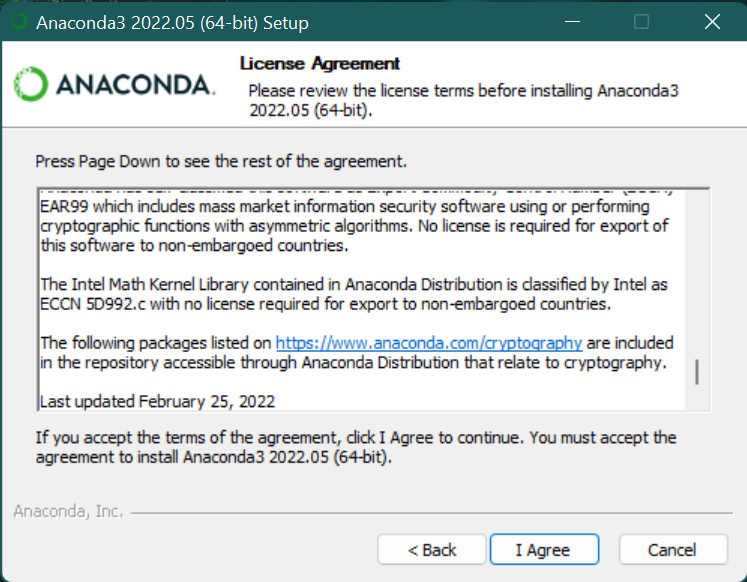 Anaconda3 2022.05 (64-bit) Setup
ANACONDA.
License Agreement
Please review the license terms before installing Anaconda3
2022.05 (64-bit).
Press Page Down to see the rest of the agreement.
EAR99 which includes mass market information security software using or performing
cryptographic functions with asymmetric algorithms. No license is required for export of
this software to non-embargoed countries.
The Intel Math Kernel Library contained in Anaconda Distribution is classified by Intel as
ECCN 5D992.c with no license required for export to non-embargoed countries.
The following packages listed on https://www.anaconda.com/cryptography are included
in the repository accessible through Anaconda Distribution that relate to cryptography.
Last updated February 25, 2022
If you accept the terms of the agreement, click I Agree to continue. You must accept the
agreement to install Anaconda3 2022.05 (64-bit).
Anaconda, Inc.
< Back
I Agree
Cancel